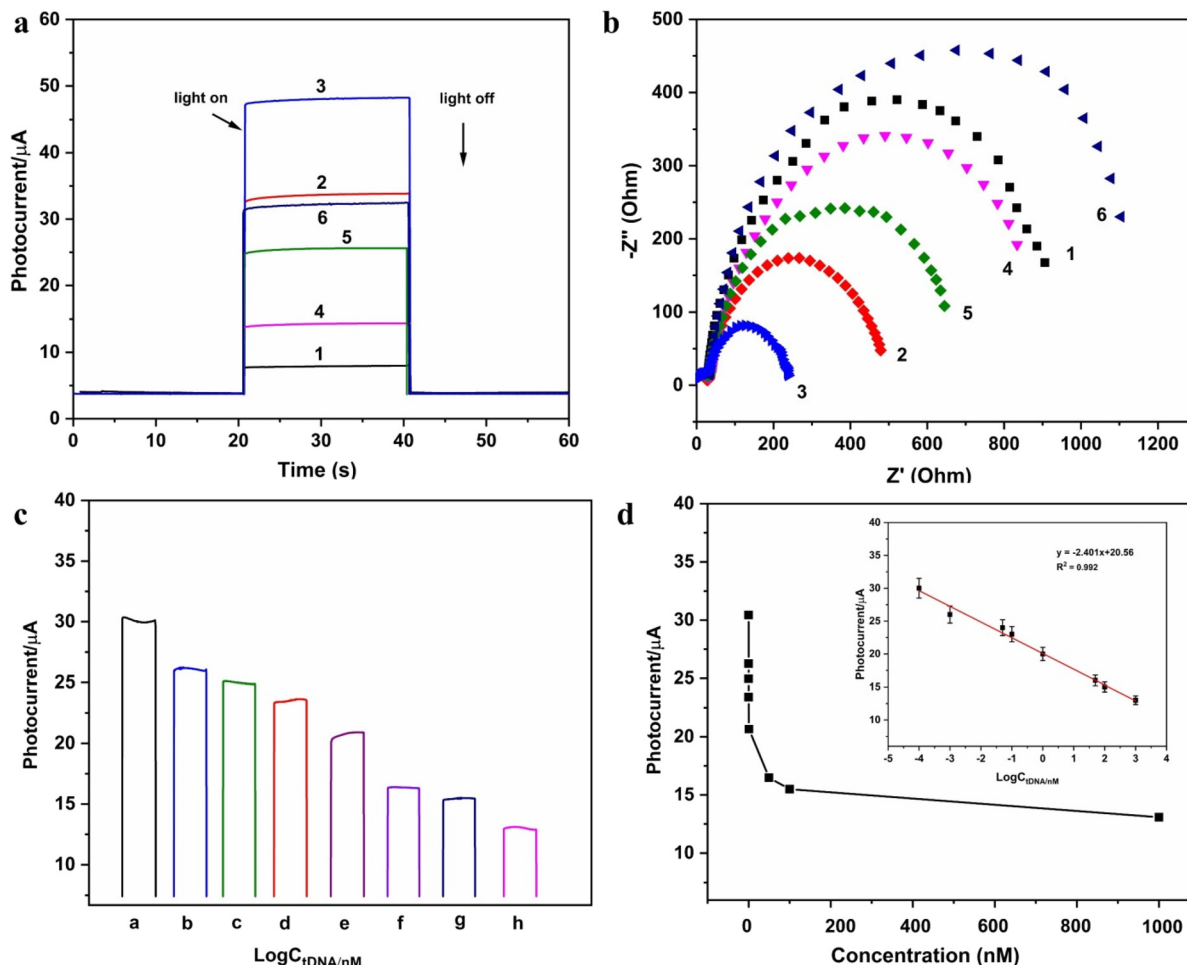 a
60
50
40
30
20
10
0
Photocurrent/μA
light on
light off
3
2
6
5
4
1
0 10 20 30 40 50 60
Time (s)
b
500
400
300
200
100
0
-Z'' (Ohm)
6
1
4
5
2
3
0 200 400 600 800 1000 1200
Z' (Ohm)
c
40
35
30
25
20
15
10
Photocurrent/μA
a b c d e f g h
LogC tDNA/nM
d
40
35
30
25
20
15
10
Photocurrent/μA
0 200 400 600 800 1000
Concentration (nM)
40
35
30
25
20
15
10
Photocurrent/μA
y = -2.401x+20.56
R² = 0.992
-5 -4 -3 -2 -1 0 1 2 3 4
LogC tDNA/nM